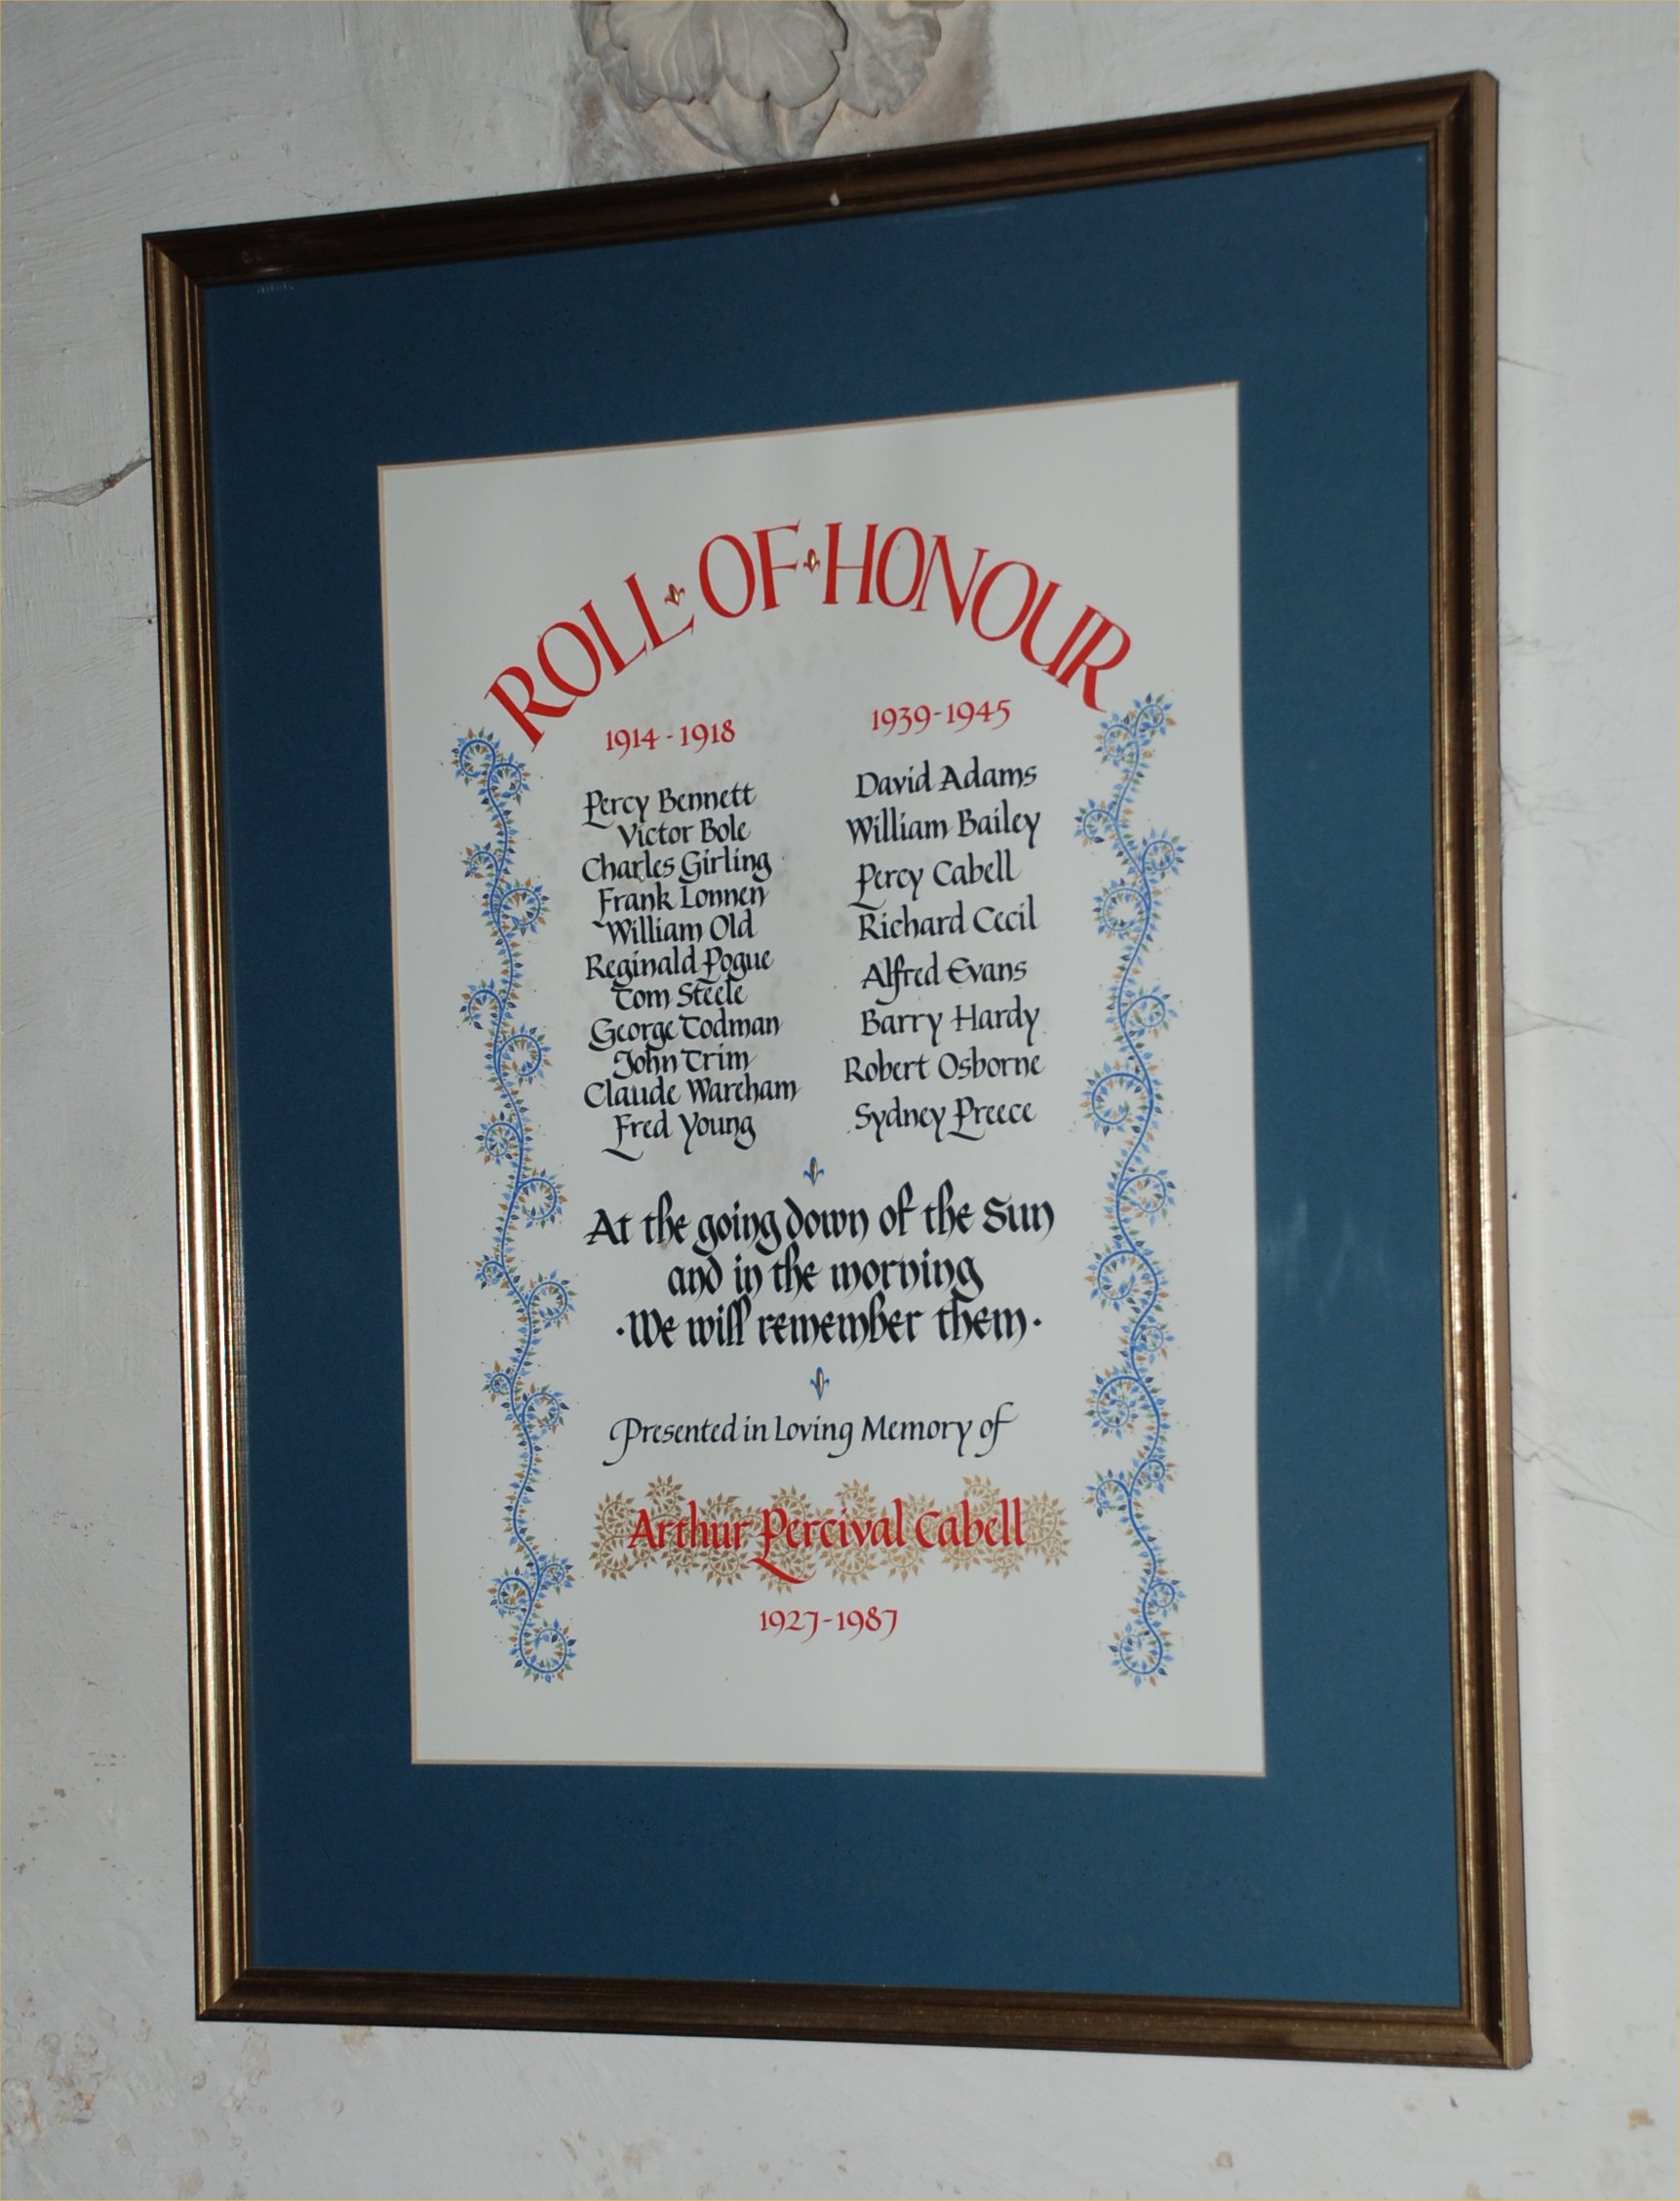 ROLL OF HONOUR
1914-1918
Percy Bennett
Victor Bole
Charles Girling
Frank Lonnen
William Old
Reginald Pogue
Tom Steele
George Todman
John Trim
Claude Wareham
Fred Young
1939-1945
David Adams
William Bailey
Percy Cabell
Richard Cecil
Alfred Evans
Barry Hardy
Robert Osborne
Sydney Preece
At the going down of the Sun
and in the morning
·We will remember them·
Presented in Loving Memory of
Arthur Percival Cabell
1927-1987